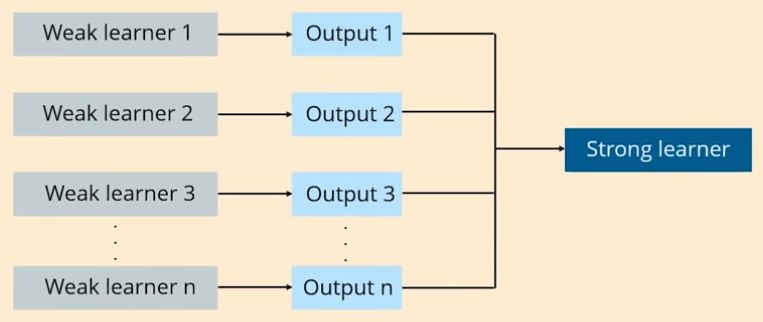 Weak learner 1
Output 1
Weak learner 2
Output 2
Strong learner
Weak learner 3
Output 3
Weak learner n
Output n